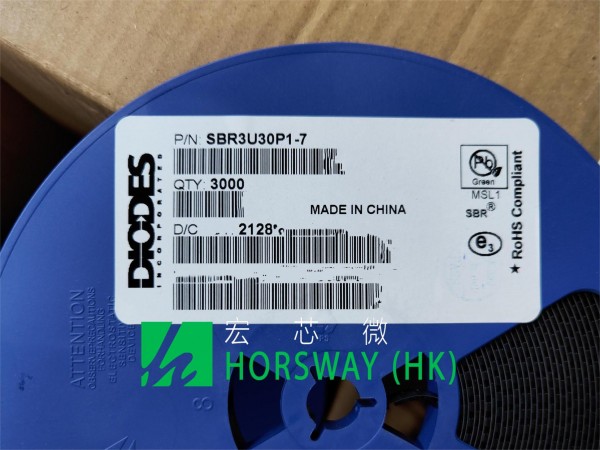 DIODES
INCORPORATED
P/N: SBR3U30P1-7
QTY: 3000
MADE IN CHINA
D/C 2128
Pb
Green
MSL1
SBR®
e3
★ RoHS Compliant
ATTENTION
宏芯微
HORSWAY (HK)
8